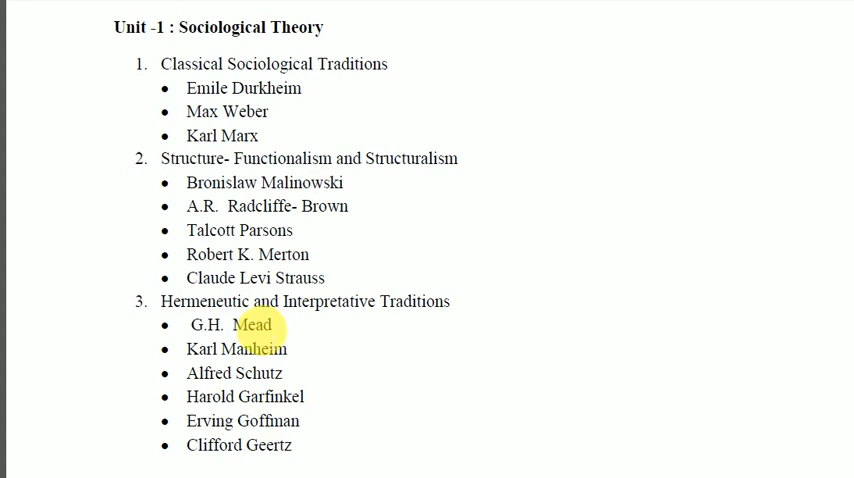 Unit -1 : Sociological Theory
1. Classical Sociological Traditions
• Emile Durkheim
• Max Weber
• Karl Marx
2. Structure- Functionalism and Structuralism
• Bronislaw Malinowski
• A.R. Radcliffe- Brown
• Talcott Parsons
• Robert K. Merton
• Claude Levi Strauss
3. Hermeneutic and Interpretative Traditions
• G.H. Mead
• Karl Manheim
• Alfred Schutz
• Harold Garfinkel
• Erving Goffman
• Clifford Geertz